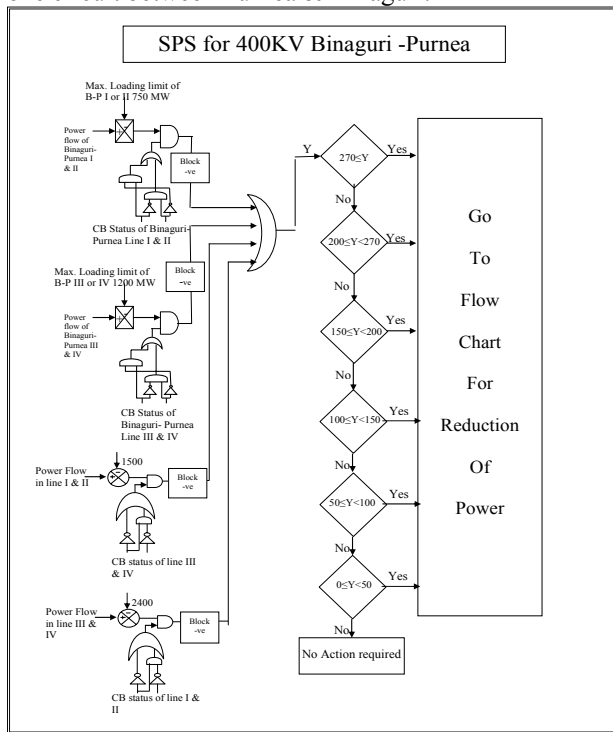 SPS for 400KV Binaguri -Purnea
Max. Loading limit of
B-P I or II 750 MW
Power
flow of
Binaguri-
Purnea I
& II
+
-
Block
-ve
CB Status of Binaguri-
Purnea Line I & II
Max. Loading limit of
B-P III or IV 1200 MW
Power
flow of
Binaguri-
Purnea III
& IV
+
-
Block
-ve
CB Status of
Binaguri- Purnea
Line III & IV
1500
Power Flow
in line I & II
+
-
Block
-ve
CB status of line III
& IV
2400
Power Flow
in line III &
IV
+
-
Block
-ve
CB status of line I &
II
Y
270≤Y
Yes
No
200≤Y<270
Yes
No
150≤Y<200
Yes
No
100≤Y<150
Yes
No
50≤Y<100
Yes
No
0≤Y<50
Yes
No
No Action required
Go
To
Flow
Chart
For
Reduction
Of
Power